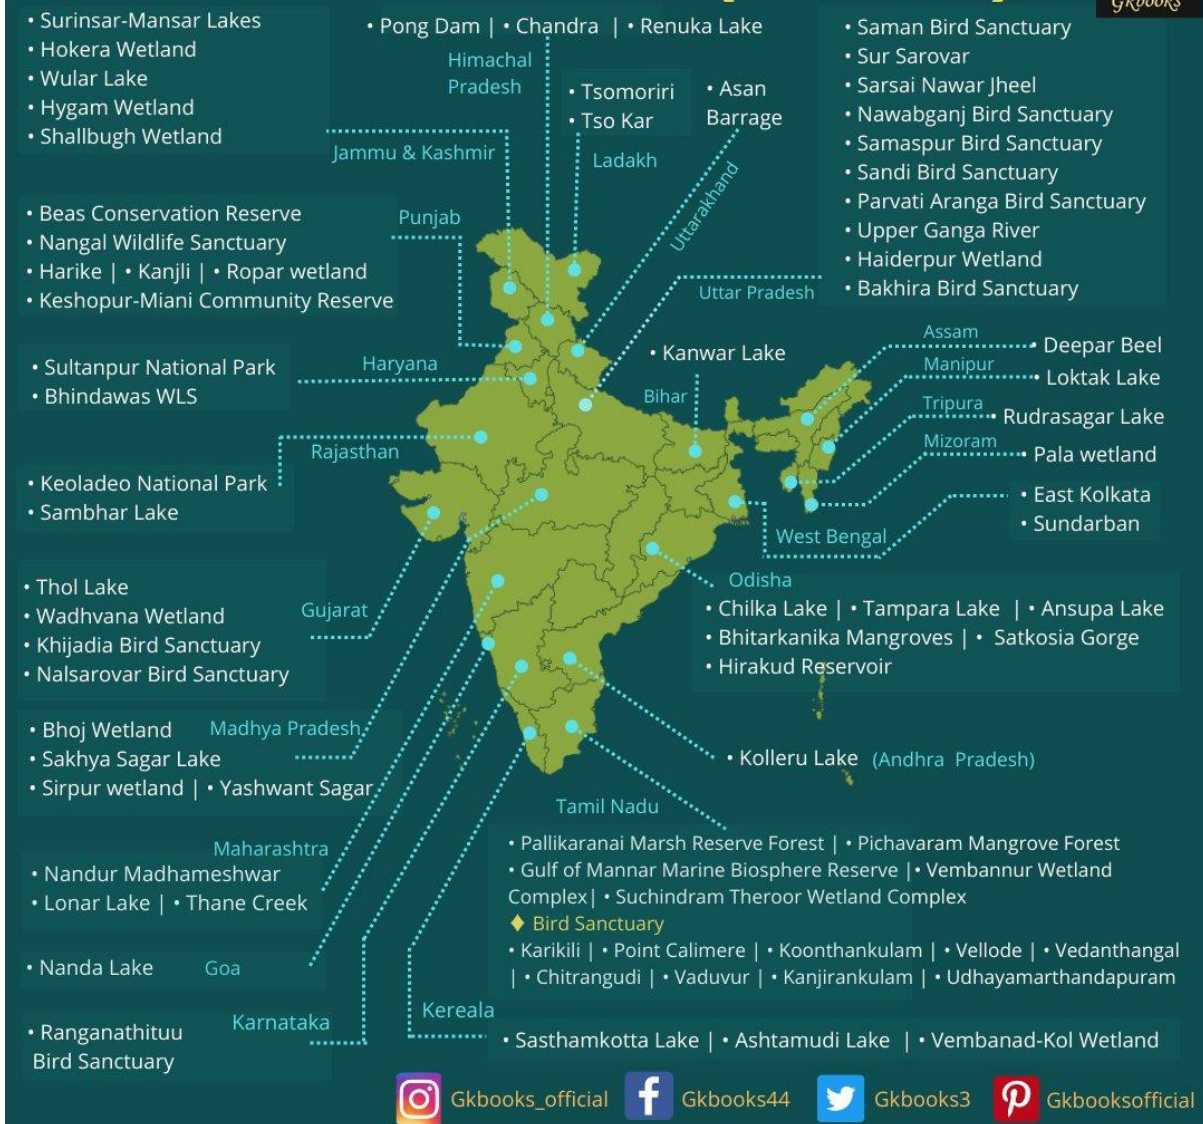 GKbooks
• Surinsar-Mansar Lakes
• Hokera Wetland
• Wular Lake
• Hygam Wetland
• Shallbugh Wetland
Jammu & Kashmir
• Pong Dam | • Chandra | • Renuka Lake
Himachal
Pradesh
• Tsomoriri
• Tso Kar
Ladakh
• Asan
Barrage
Uttarakhand
• Saman Bird Sanctuary
• Sur Sarovar
• Sarsai Nawar Jheel
• Nawabganj Bird Sanctuary
• Samaspur Bird Sanctuary
• Sandi Bird Sanctuary
• Parvati Aranga Bird Sanctuary
• Upper Ganga River
• Haiderpur Wetland
• Bakhira Bird Sanctuary
Uttar Pradesh
• Beas Conservation Reserve
• Nangal Wildlife Sanctuary
• Harike | • Kanjli | • Ropar wetland
• Keshopur-Miani Community Reserve
Punjab
• Sultanpur National Park
• Bhindawas WLS
Haryana
• Kanwar Lake
Bihar
Assam
• Deepar Beel
Manipur
• Loktak Lake
Tripura
• Rudrasagar Lake
Mizoram
• Pala wetland
• East Kolkata
• Sundarban
West Bengal
Rajasthan
• Keoladeo National Park
• Sambhar Lake
• Thol Lake
• Wadhvana Wetland
• Khijadia Bird Sanctuary
• Nalsarovar Bird Sanctuary
Gujarat
Odisha
• Chilka Lake | • Tampara Lake | • Ansupa Lake
• Bhitarkanika Mangroves | • Satkosia Gorge
• Hirakud Reservoir
• Bhoj Wetland Madhya Pradesh
• Sakhya Sagar Lake
• Sirpur wetland | • Yashwant Sagar
• Kolleru Lake (Andhra Pradesh)
Maharashtra
• Nandur Madhameshwar
• Lonar Lake | • Thane Creek
Tamil Nadu
• Pallikaranai Marsh Reserve Forest | • Pichavaram Mangrove Forest
• Gulf of Mannar Marine Biosphere Reserve |• Vembannur Wetland
Complex| • Suchindram Theroor Wetland Complex
♦ Bird Sanctuary
• Karikili | • Point Calimere | • Koonthankulam | • Vellode | • Vedanthangal
| • Chitrangudi | • Vaduvur | • Kanjirankulam | • Udhayamarthandapuram
• Nanda Lake Goa
• Ranganathituu
Bird Sanctuary
Karnataka
Kereala
• Sasthamkotta Lake | • Ashtamudi Lake | • Vembanad-Kol Wetland
Gkbooks_official
Gkbooks44
Gkbooks3
Gkbooksofficial